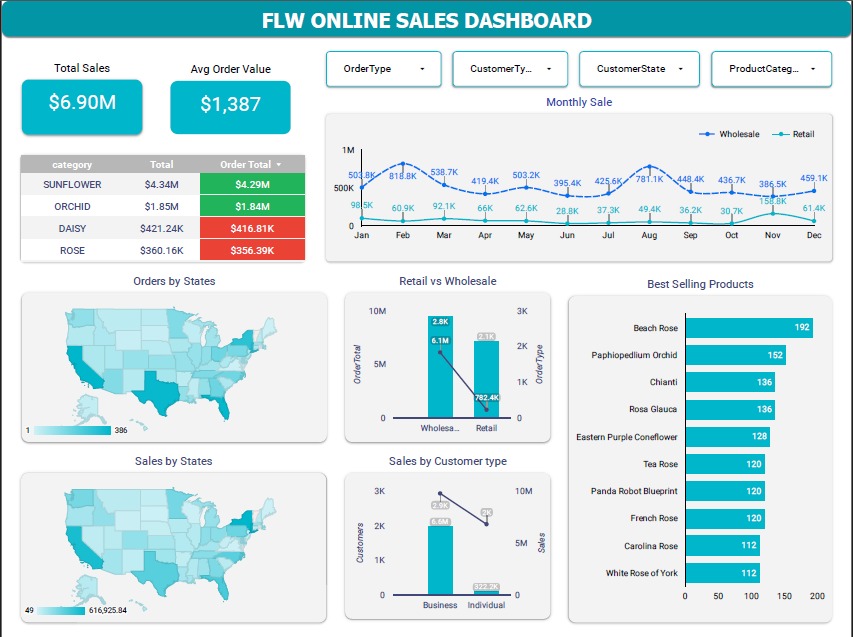 FLW ONLINE SALES DASHBOARD
Total Sales
$6.90M
Avg Order Value
$1,387
OrderType
CustomerTy...
CustomerState
ProductCateg...
category Total Order Total
SUNFLOWER $4.34M $4.29M
ORCHID $1.85M $1.84M
DAISY $421.24K $416.81K
ROSE $360.16K $356.39K
Monthly Sale
Wholesale Retail
1M
500K
0
503.8K 818.8K 538.7K 419.4K 503.2K 395.4K 425.6K 781.1K 448.4K 436.7K 386.5K 459.1K
98.5K 60.9K 92.1K 66K 62.6K 28.8K 37.3K 49.4K 36.2K 30.7K 158.8K 61.4K
Jan Feb Mar Apr May Jun Jul Aug Sep Oct Nov Dec
Orders by States
1 386
Sales by States
49 616,925.84
Retail vs Wholesale
OrderTotal
10M
5M
0
2.8K
6.1M
2.1K
782.4K
3K
2K
1K
0
OrderType
Wholesa... Retail
Sales by Customer type
Customers
3K
2K
1K
0
2.9K
6.6M
2K
322.2K
10M
5M
0
Sales
Business Individual
Best Selling Products
Beach Rose 192
Paphiopedium Orchid 152
Chianti 136
Rosa Glauca 136
Eastern Purple Coneflower 128
Tea Rose 120
Panda Robot Blueprint 120
French Rose 120
Carolina Rose 112
White Rose of York 112
0 50 100 150 200